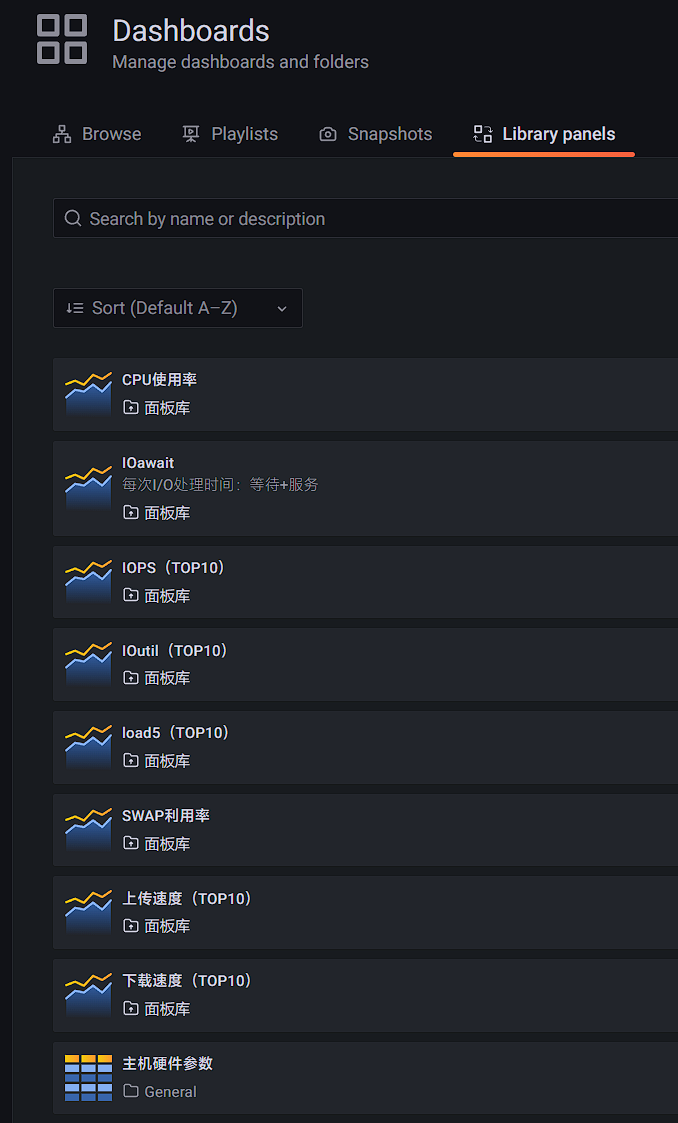 Dashboards
Manage dashboards and folders
Browse Playlists Snapshots Library panels
Search by name or description
Sort (Default A–Z)
CPU使用率
面板库
IOawait
每次I/O处理时间：等待+服务
面板库
IOPS（TOP10）
面板库
IOutil（TOP10）
面板库
load5（TOP10）
面板库
SWAP利用率
面板库
上传速度（TOP10）
面板库
下载速度（TOP10）
面板库
主机硬件参数
General